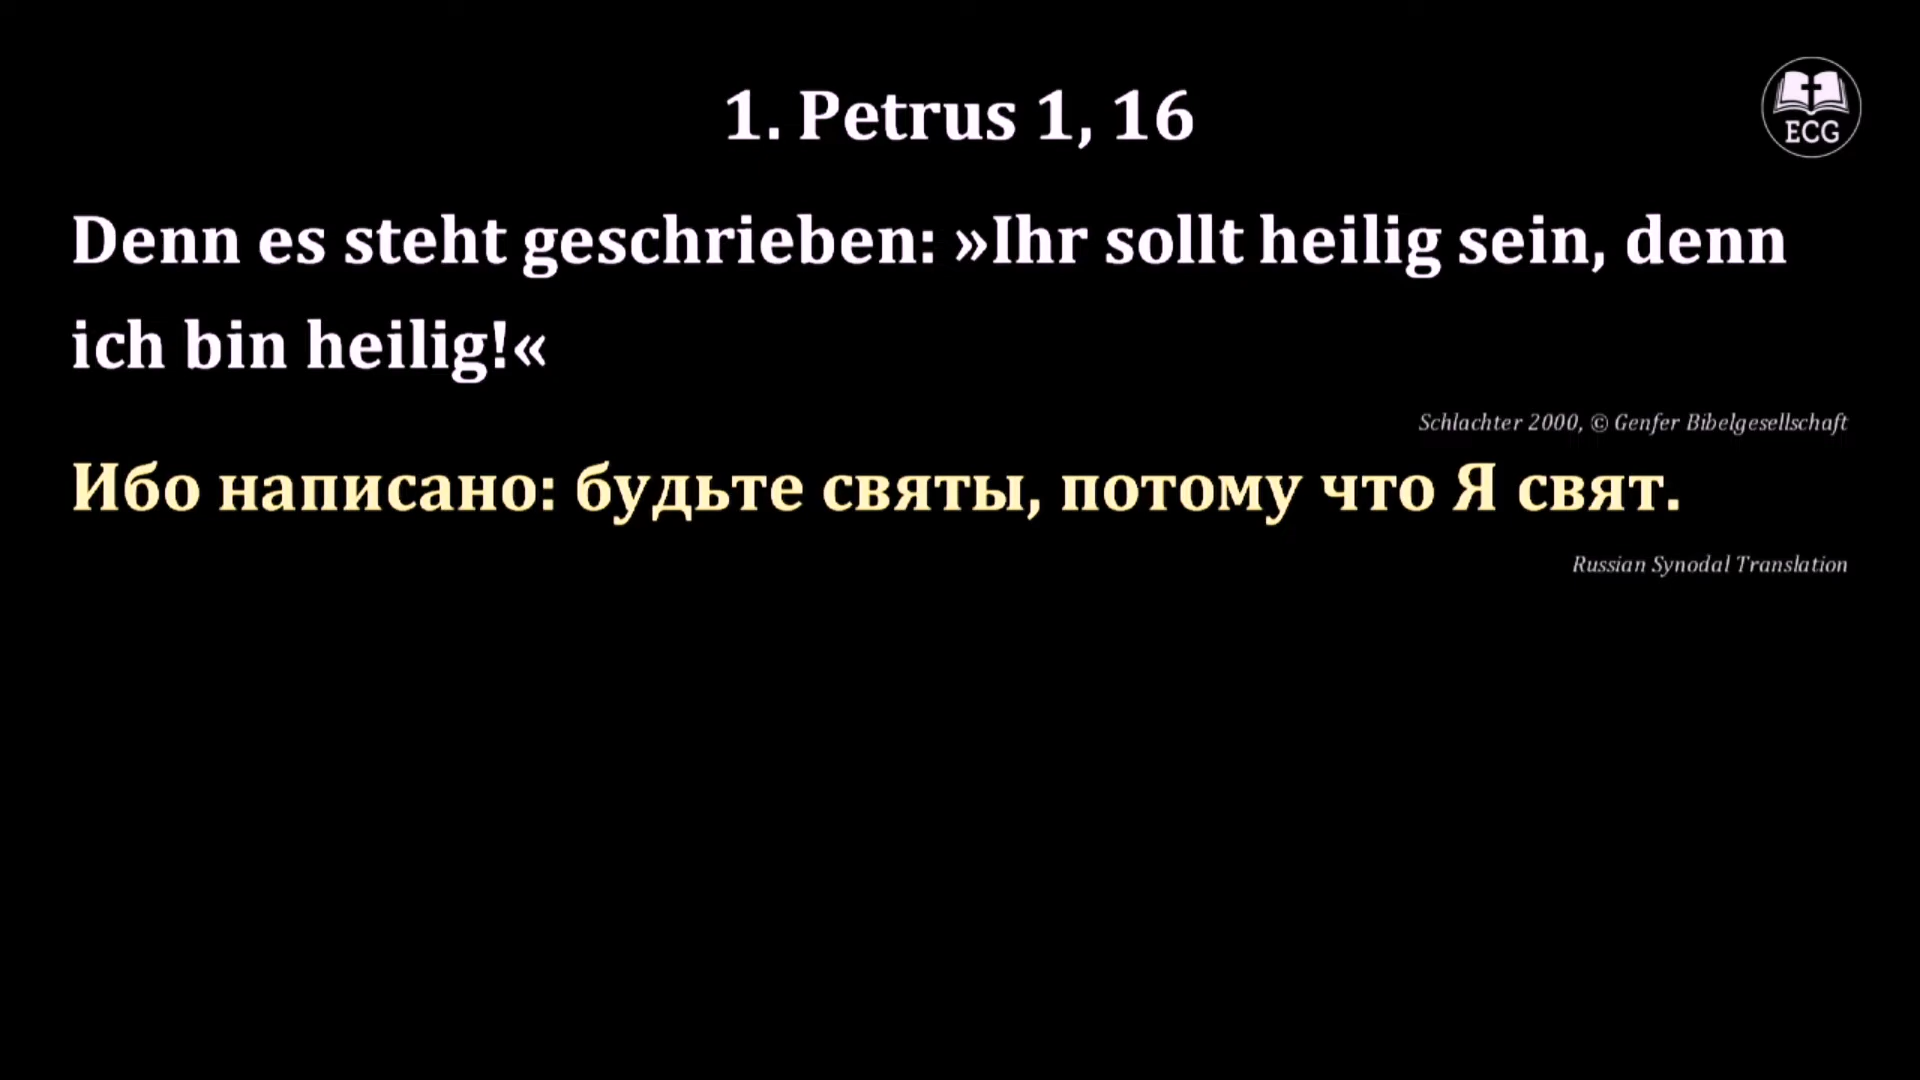 1. Petrus 1, 16
ECG
Denn es steht geschrieben: »Ihr sollt heilig sein, denn
ich bin heilig!«
Schlachter 2000, © Genfer Bibelgesellschaft
Ибо написано: будьте святы, потому что Я свят.
Russian Synodal Translation